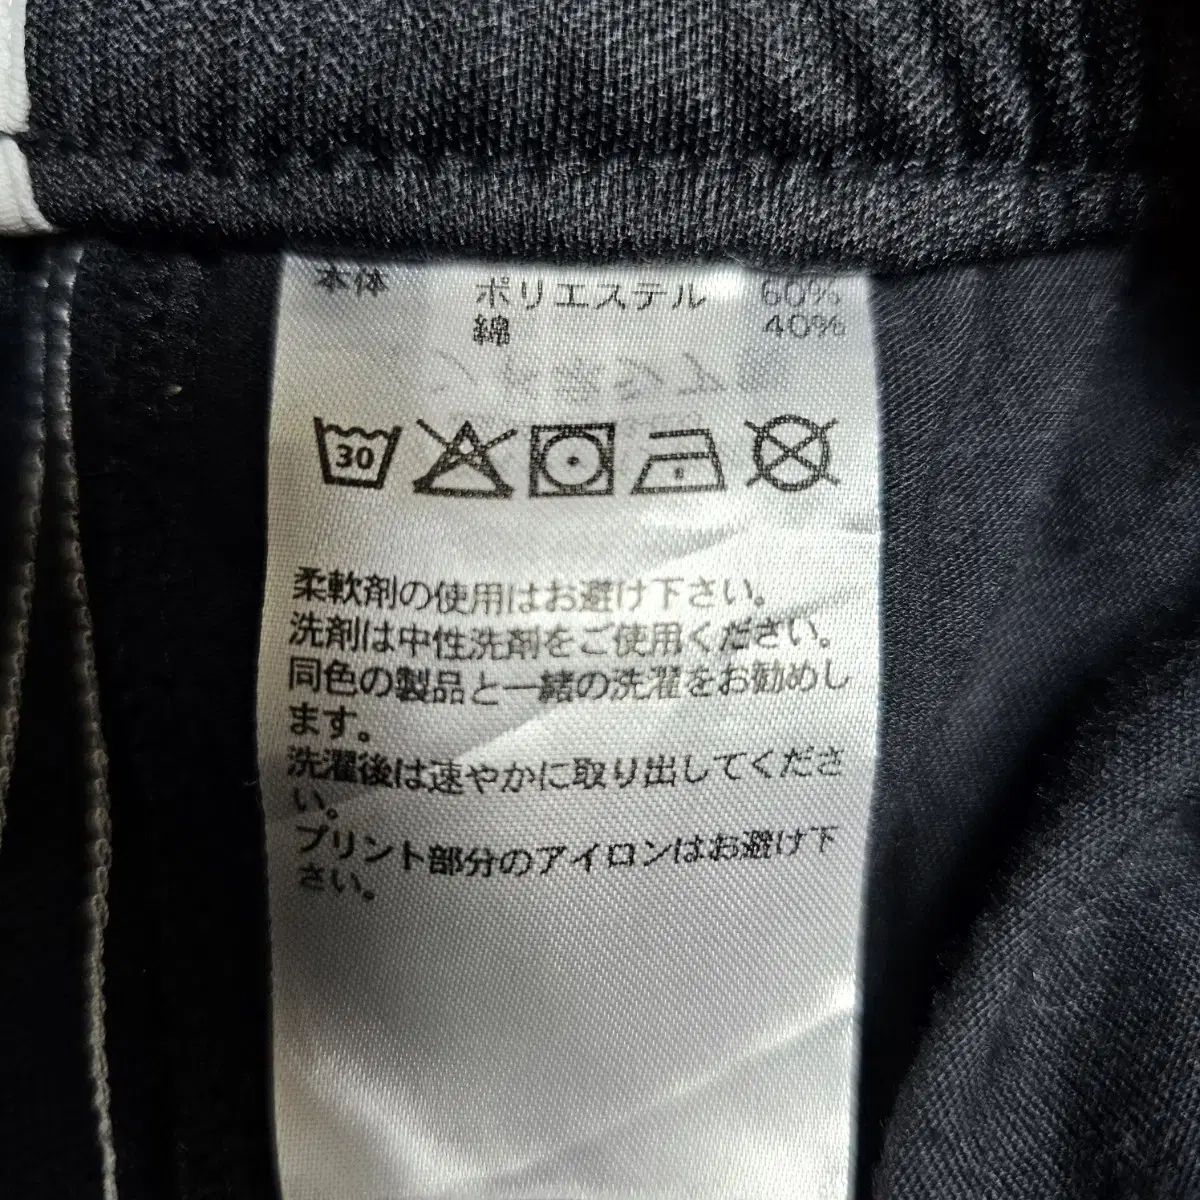 本体 ポリエステル 60%
綿 40%
30
柔軟剤の使用はお避け下さい。
洗剤は中性洗剤をご使用ください。
同色の製品と一緒の洗濯をお勧めし
ます。
洗濯後は速やかに取り出してくださ
い。
プリント部分のアイロンはお避け下
さい。